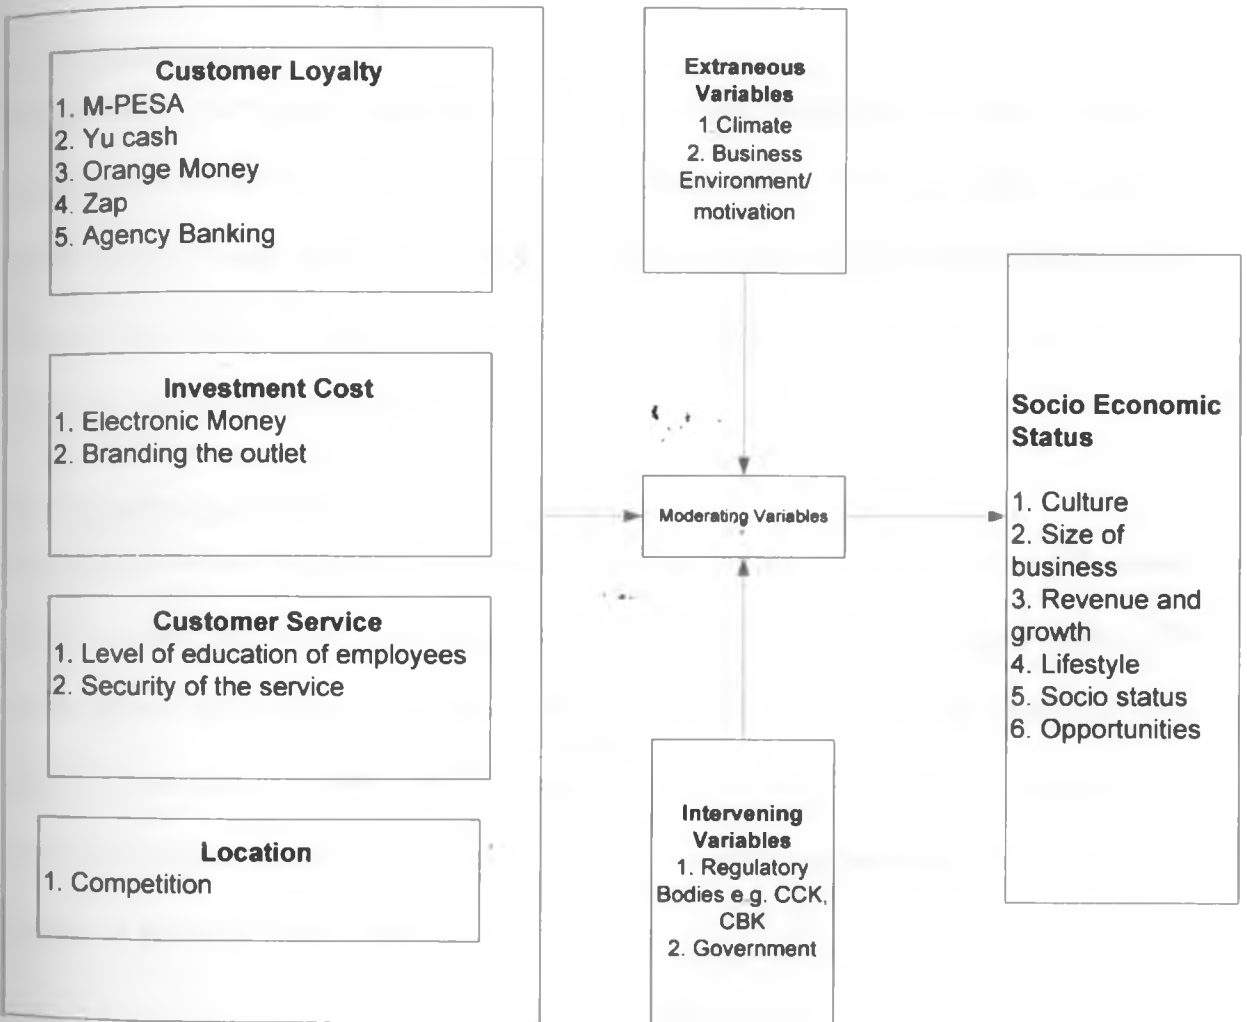 Customer Loyalty
1. M-PESA
2. Yu cash
3. Orange Money
4. Zap
5. Agency Banking
Investment Cost
1. Electronic Money
2. Branding the outlet
Customer Service
1. Level of education of employees
2. Security of the service
Location
1. Competition
Extraneous
Variables
1.Climate
2. Business
Environment/
motivation
Moderating Variables
Intervening
Variables
1. Regulatory
Bodies e.g. CCK,
CBK
2. Government
Socio Economic
Status
1. Culture
2. Size of
business
3. Revenue and
growth
4. Lifestyle
5. Socio status
6. Opportunities